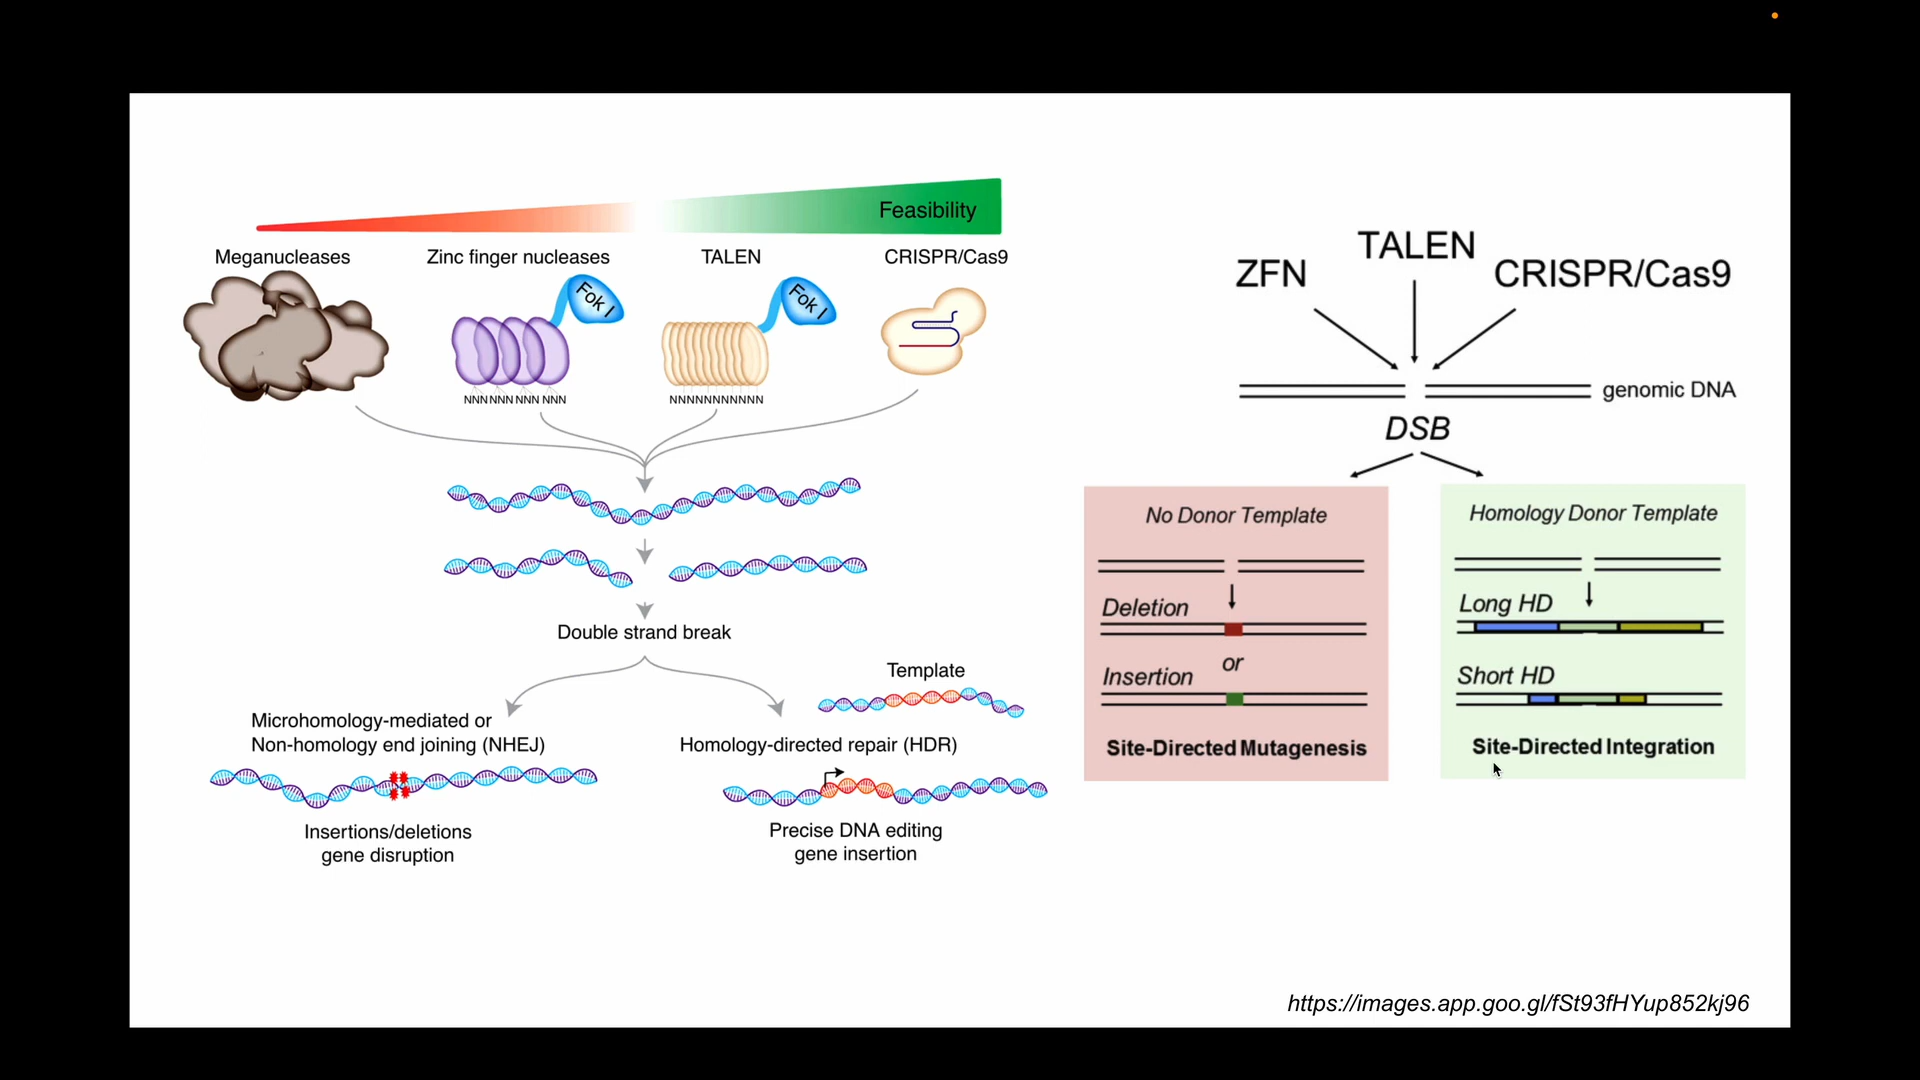 Feasibility
Meganucleases
Zinc finger nucleases
TALEN
CRISPR/Cas9
Fok I
Fok I
NNN NNN NNN NNN
NNNNNNNNNNN
Double strand break
Template
Microhomology-mediated or
Non-homology end joining (NHEJ)
Homology-directed repair (HDR)
Insertions/deletions
gene disruption
Precise DNA editing
gene insertion
ZFN
TALEN
CRISPR/Cas9
genomic DNA
DSB
No Donor Template
Deletion
or
Insertion
Site-Directed Mutagenesis
Homology Donor Template
Long HD
Short HD
Site-Directed Integration
https://images.app.goo.gl/fSt93fHYup852kj96